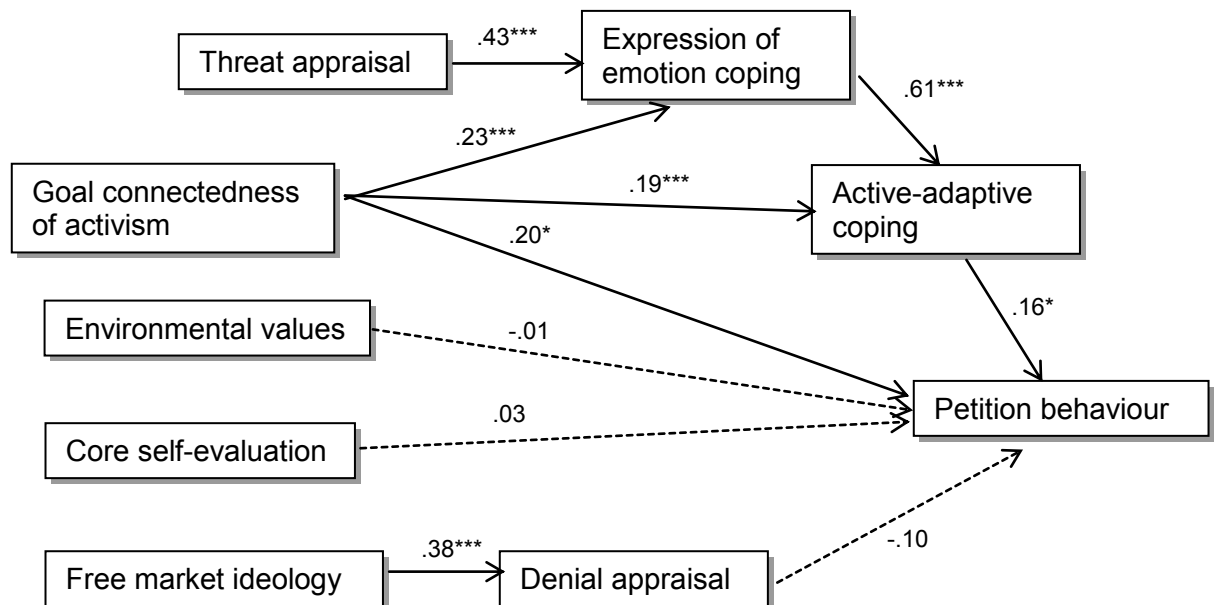 Threat appraisal
.43***
Expression of
emotion coping
.61***
.23***
Goal connectedness
of activism
.19***
Active-adaptive
coping
.20*
.16*
Environmental values
-.01
Petition behaviour
Core self-evaluation
.03
Free market ideology
.38***
Denial appraisal
-.10